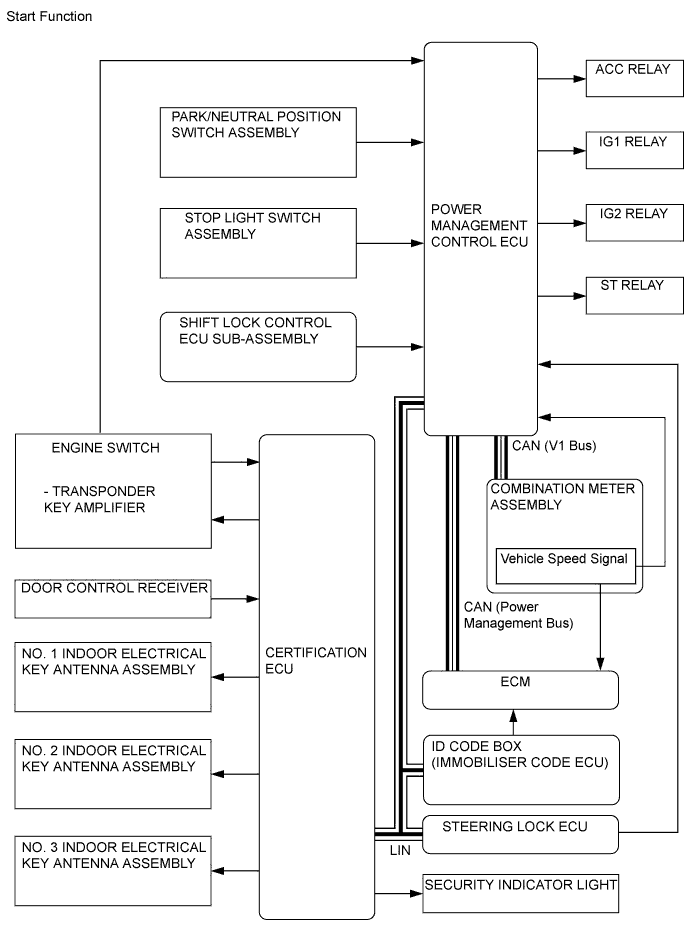 Start Function
ACC RELAY
PARK/NEUTRAL POSITION
SWITCH ASSEMBLY
IG1 RELAY
STOP LIGHT SWITCH
ASSEMBLY
POWER
MANAGEMENT
CONTROL ECU
IG2 RELAY
ST RELAY
SHIFT LOCK CONTROL
ECU SUB-ASSEMBLY
ENGINE SWITCH
- TRANSPONDER
KEY AMPLIFIER
CAN (V1 Bus)
COMBINATION METER
ASSEMBLY
Vehicle Speed Signal
DOOR CONTROL RECEIVER
CAN (Power
Management Bus)
NO. 1 INDOOR ELECTRICAL
KEY ANTENNA ASSEMBLY
CERTIFICATION
ECU
ECM
NO. 2 INDOOR ELECTRICAL
KEY ANTENNA ASSEMBLY
ID CODE BOX
(IMMOBILISER CODE ECU)
STEERING LOCK ECU
LIN
NO. 3 INDOOR ELECTRICAL
KEY ANTENNA ASSEMBLY
SECURITY INDICATOR LIGHT